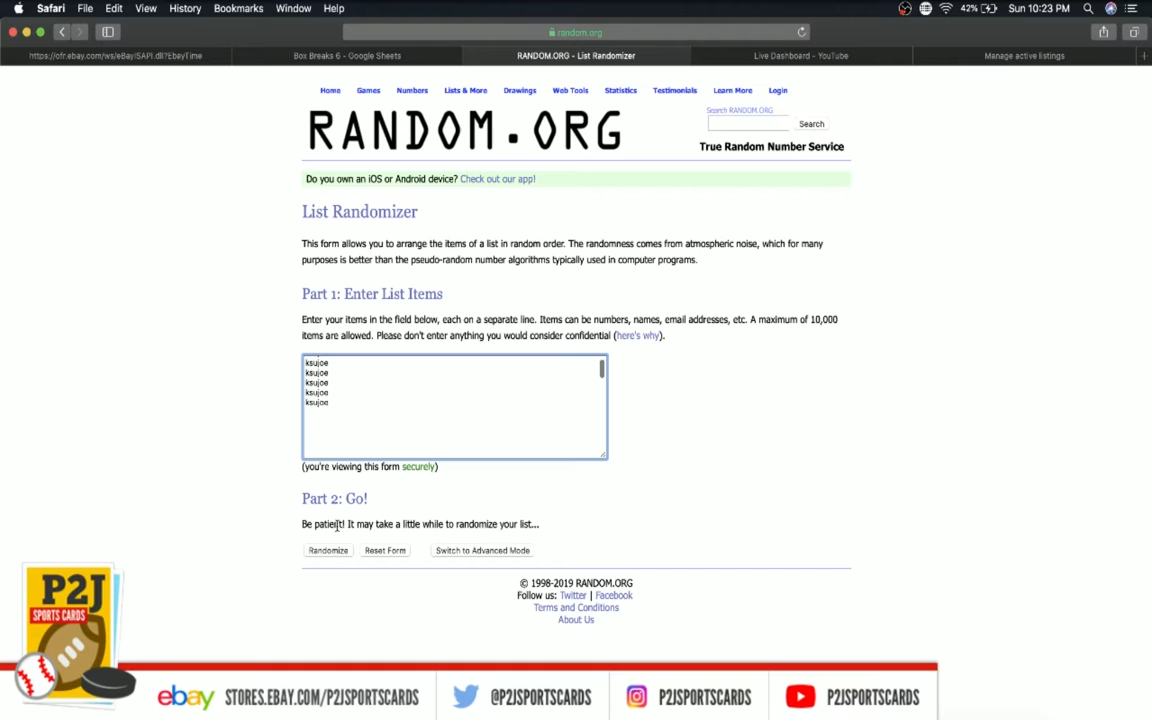 Safari File Edit View History Bookmarks Window Help 42% Sun 10:23 PM
random.org
https://ofr.ebay.com/ws/eBayISAPI.dll?EbayTime Box Breaks 6 - Google Sheets RANDOM.ORG - List Randomizer Live Dashboard - YouTube Manage active listings
Home Games Numbers Lists & More Drawings Web Tools Statistics Testimonials Learn More Login
RANDOM.ORG
Search RANDOM.ORG
Search
True Random Number Service
Do you own an iOS or Android device? Check out our app!
List Randomizer
This form allows you to arrange the items of a list in random order. The randomness comes from atmospheric noise, which for many
purposes is better than the pseudo-random number algorithms typically used in computer programs.
Part 1: Enter List Items
Enter your items in the field below, each on a separate line. Items can be numbers, names, email addresses, etc. A maximum of 10,000
items are allowed. Please don't enter anything you would consider confidential (here's why).
ksujoe
ksujoe
ksujoe
ksujoe
ksujoe
(you're viewing this form securely)
Part 2: Go!
Be patient! It may take a little while to randomize your list...
Randomize Reset Form Switch to Advanced Mode
© 1998-2019 RANDOM.ORG
Follow us: Twitter | Facebook
Terms and Conditions
About Us
P2J
SPORTS CARDS
ebay STORES.EBAY.COM/P2JSPORTSCARDS @P2JSPORTSCARDS P2JSPORTSCARDS P2JSPORTSCARDS